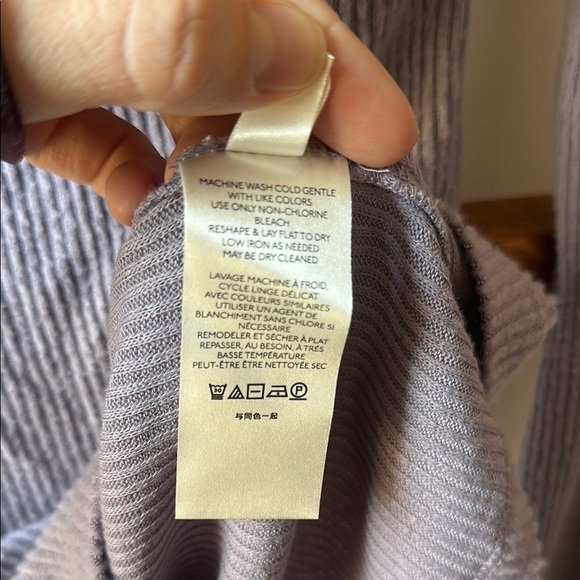 MACHINE WASH COLD GENTLE
WITH LIKE COLORS
USE ONLY NON-CHLORINE
BLEACH
RESHAPE & LAY FLAT TO DRY
LOW IRON AS NEEDED
MAY BE DRY CLEANED
LAVAGE MACHINE À FROID,
CYCLE LINGE DÉLICAT
AVEC COULEURS SIMILAIRES
UTILISER UN AGENT DE
BLANCHIMENT SANS CHLORE SI
NÉCESSAIRE
REMODELER ET SÉCHER À PLAT
REPASSER, AU BESOIN, À TRÈS
BASSE TEMPÉRATURE
PEUT-ÊTRE ÊTRE NETTOYÉE SEC
30 P
与同色一起